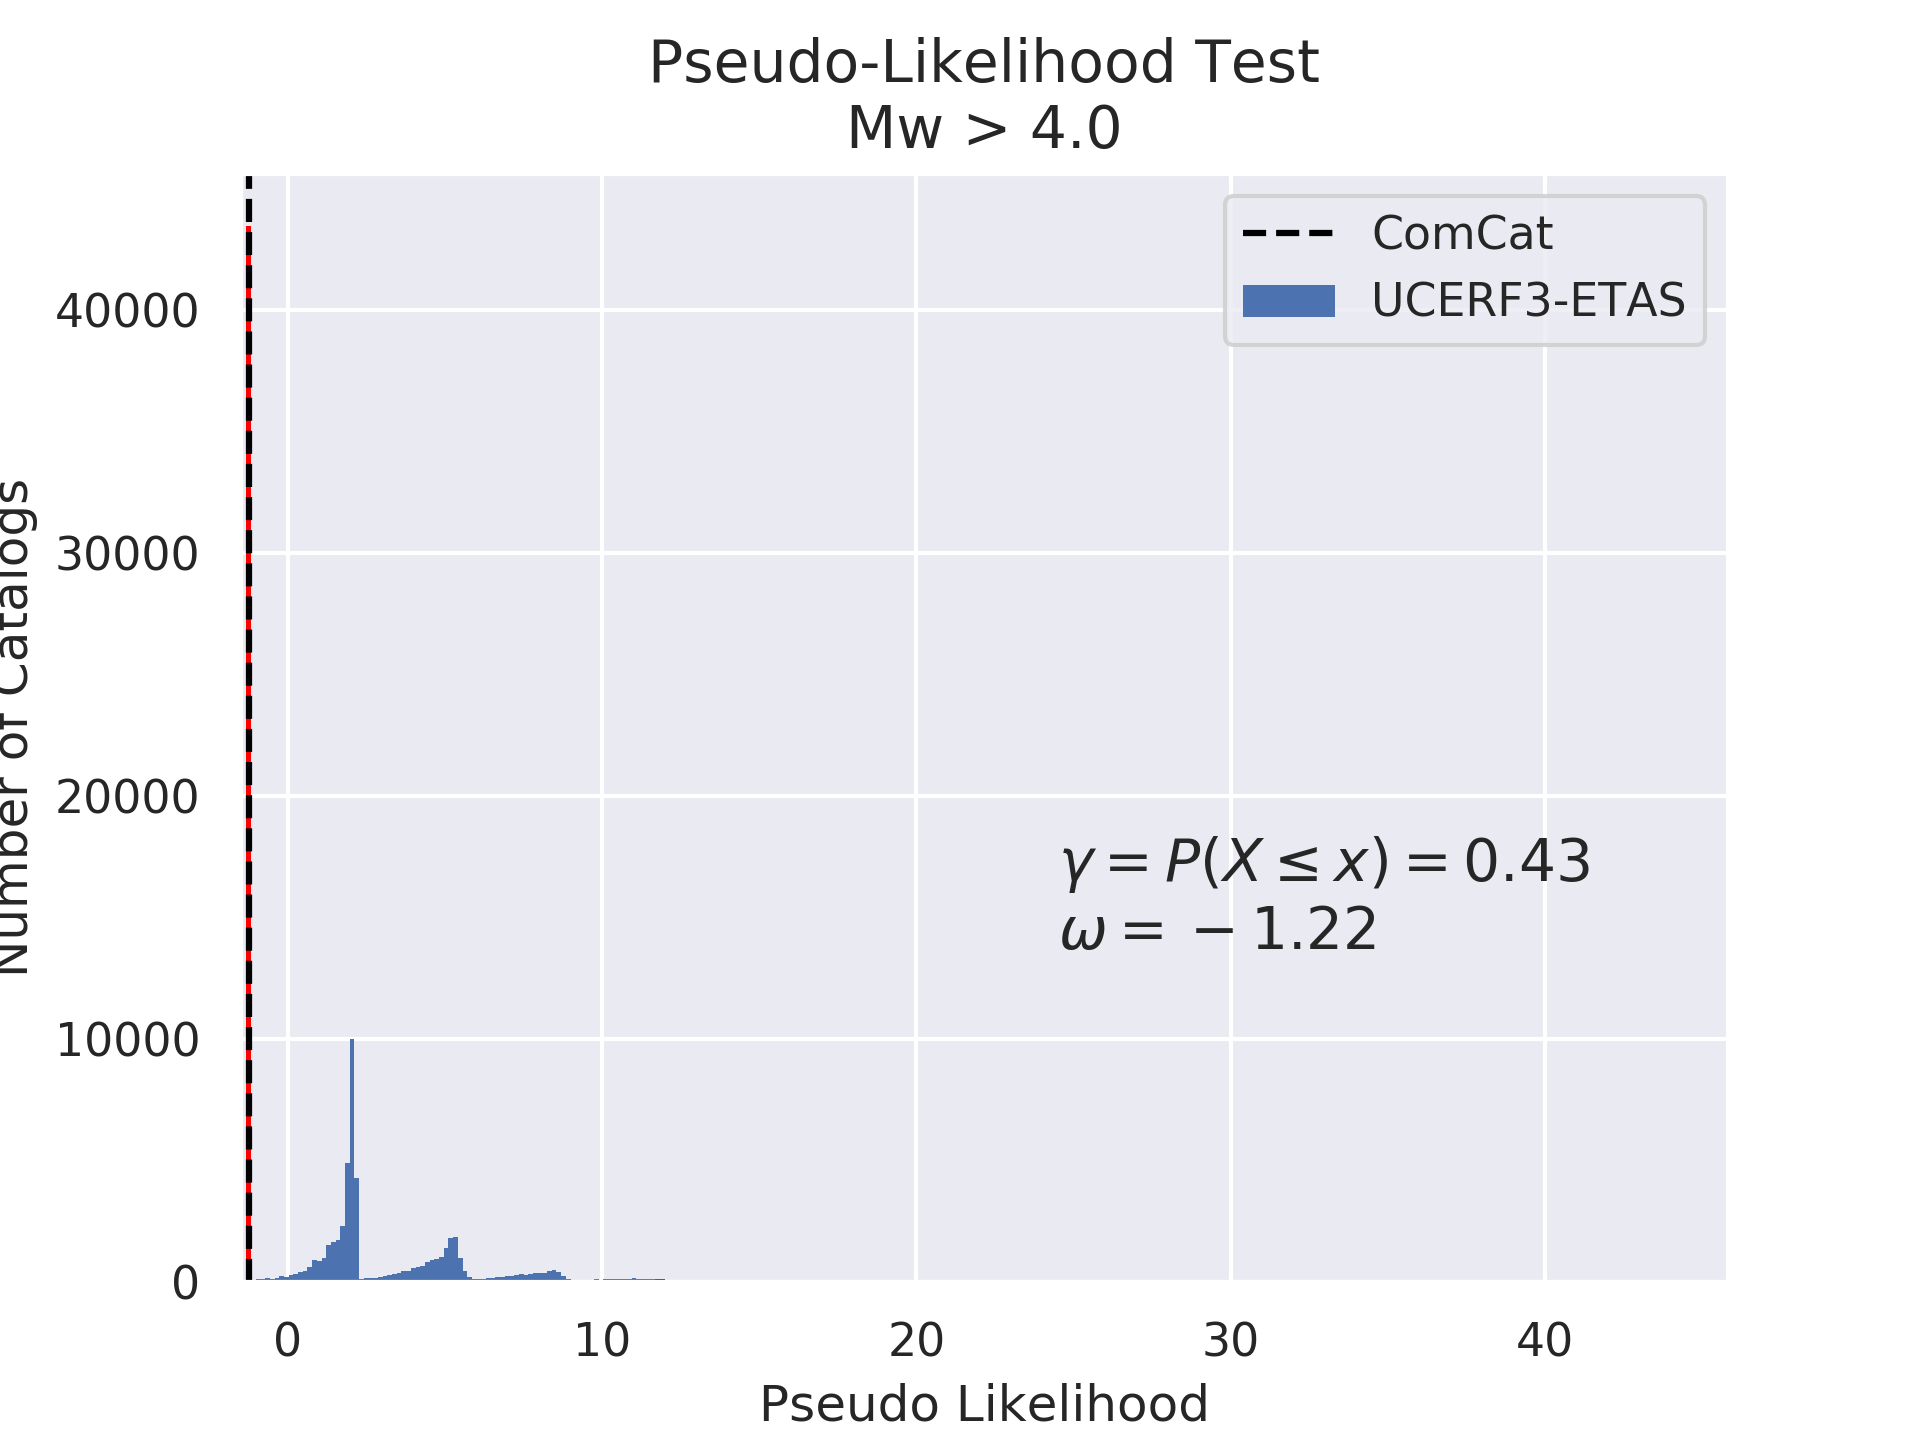 Pseudo-Likelihood Test
Mw > 4.0
ComCat
UCERF3-ETAS
Number of Catalogs
40000
30000
20000
10000
0
γ = P(X ≤ x) = 0.43
ω = −1.22
0 10 20 30 40
Pseudo Likelihood